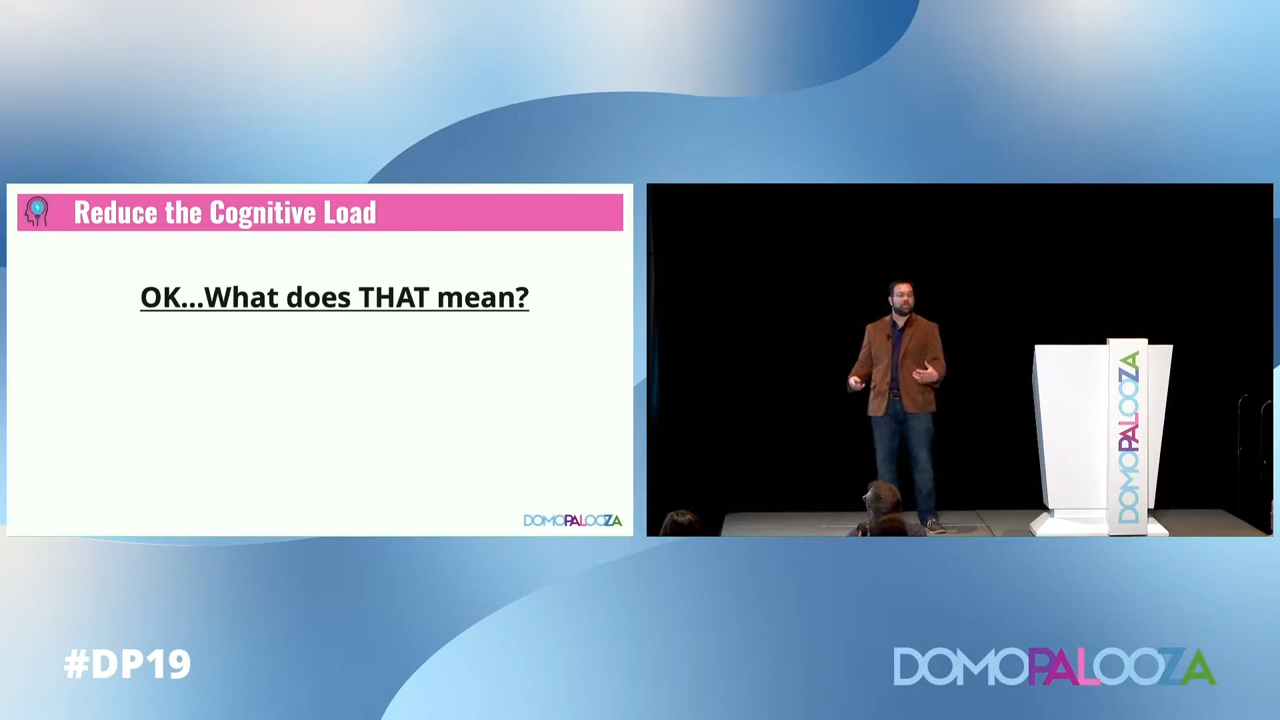 Reduce the Cognitive Load
OK...What does THAT mean?
DOMOPALOOZA
DOMOPALOOZA
#DP19
DOMOPALOOZA